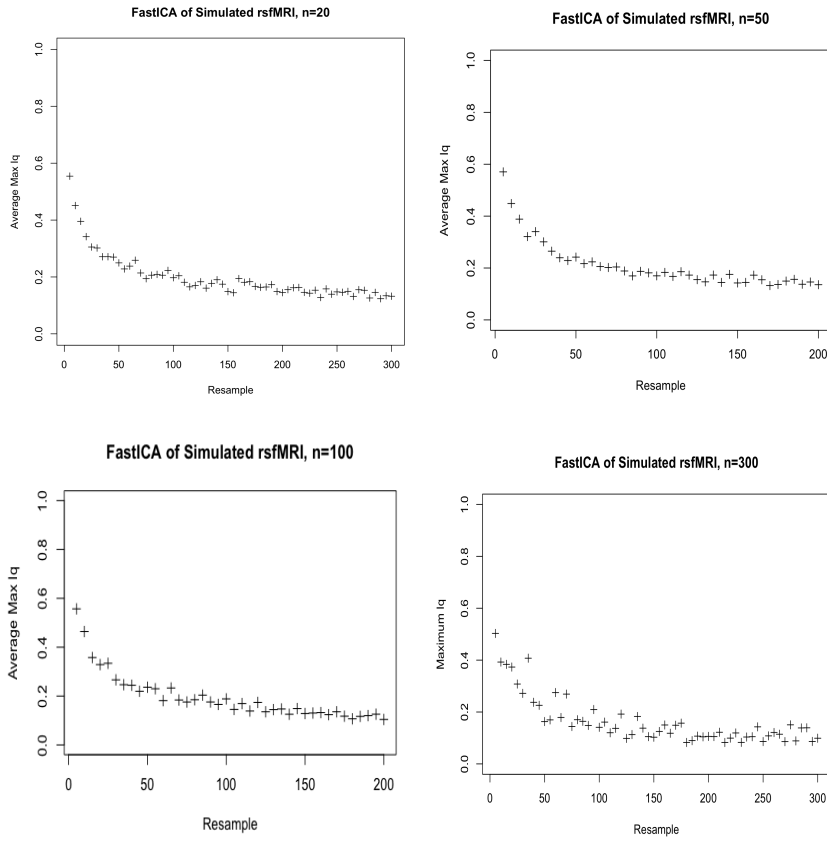 FastICA of Simulated rsfMRI, n=20
Average Max Iq
1.0
0.8
0.6
0.4
0.2
0.0
0 50 100 150 200 250 300
Resample
FastICA of Simulated rsfMRI, n=50
Average Max Iq
1.0
0.8
0.6
0.4
0.2
0.0
0 50 100 150 200
Resample
FastICA of Simulated rsfMRI, n=100
Average Max Iq
1.0
0.8
0.6
0.4
0.2
0.0
0 50 100 150 200
Resample
FastICA of Simulated rsfMRI, n=300
Maximum Iq
1.0
0.8
0.6
0.4
0.2
0.0
0 50 100 150 200 250 300
Resample